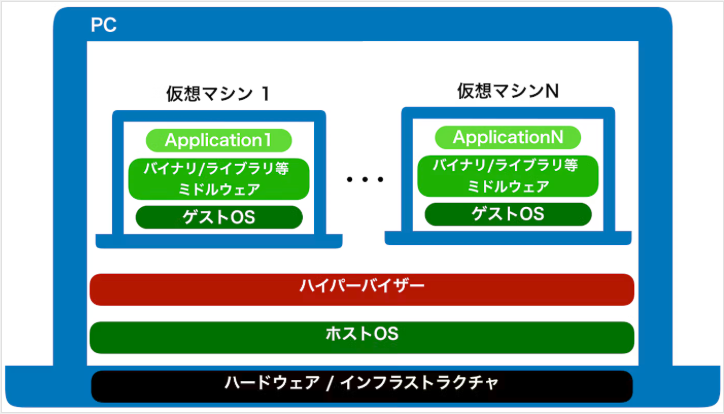 PC
仮想マシン 1
Application1
バイナリ/ライブラリ等
ミドルウェア
ゲストOS
・・・
仮想マシンN
ApplicationN
バイナリ/ライブラリ等
ミドルウェア
ゲストOS
ハイパーバイザー
ホストOS
ハードウェア / インフラストラクチャ